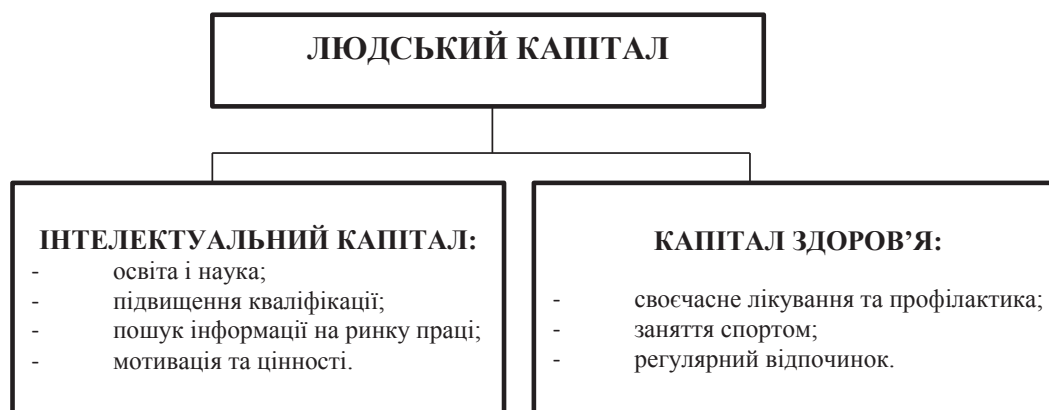 ЛЮДСЬКИЙ КАПІТАЛ
ІНТЕЛЕКТУАЛЬНИЙ КАПІТАЛ:
- освіта і наука;
- підвищення кваліфікації;
- пошук інформації на ринку праці;
- мотивація та цінності.
КАПІТАЛ ЗДОРОВ’Я:
- своєчасне лікування та профілактика;
- заняття спортом;
- регулярний відпочинок.